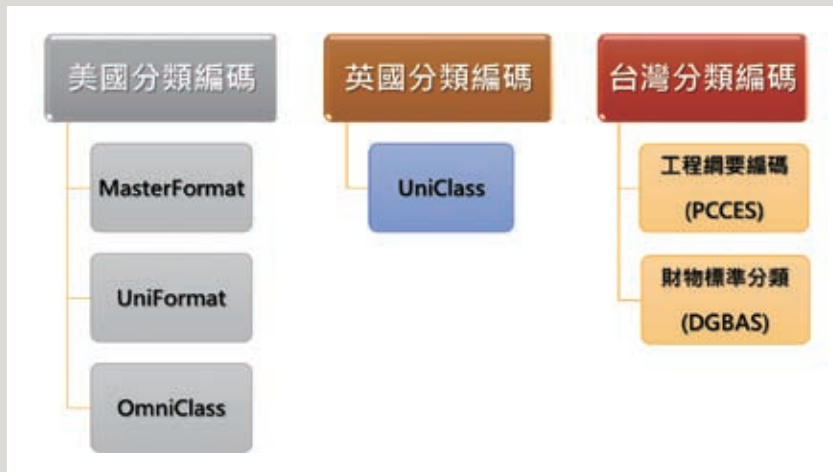 美國分類編碼
MasterFormat
UniFormat
OmniClass
英國分類編碼
UniClass
台灣分類編碼
工程綱要編碼
(PCCES)
財物標準分類
(DGBAS)